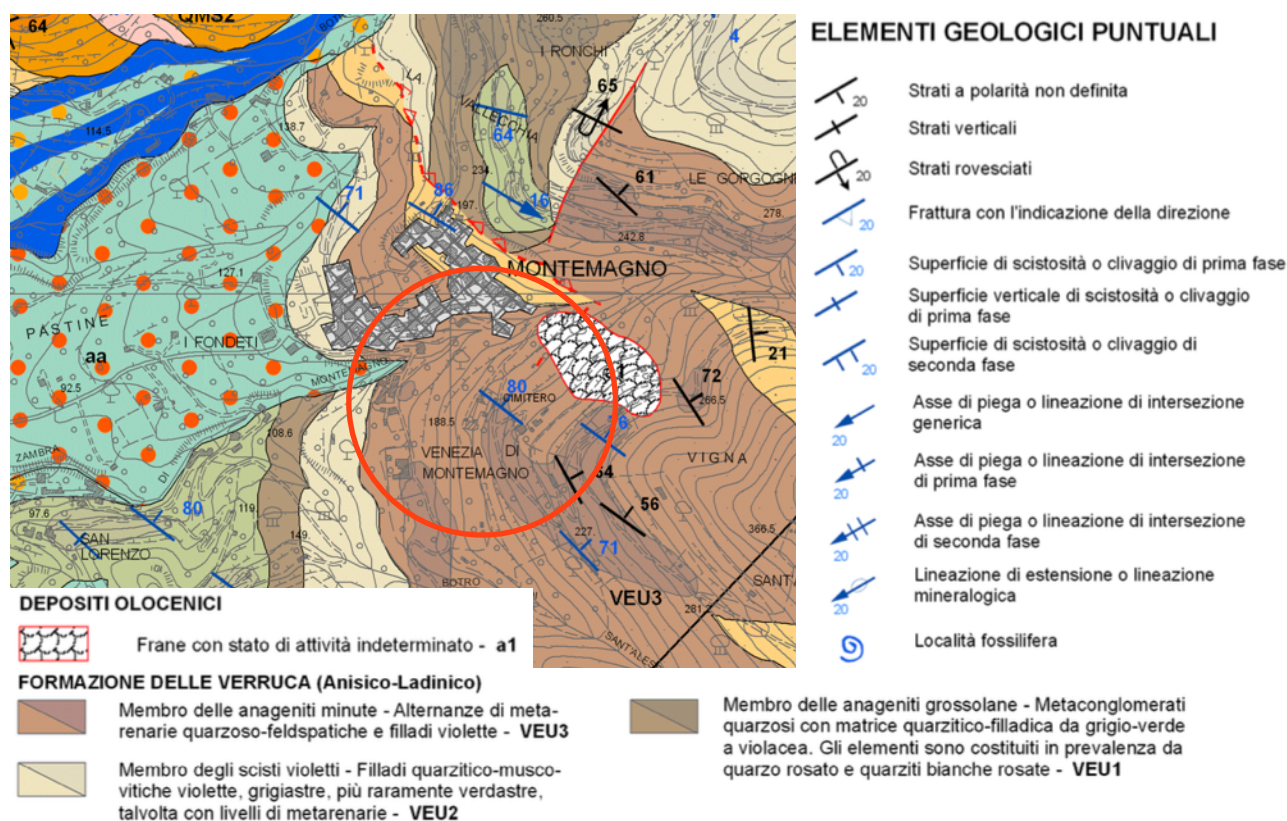 64
QMS2
BOTRO
260.5
4
I RONCHI
LA
65
VALLECCHIA
114.5
138.7
64
234.
61
LE GORGOGNE
71
86
16
197.
278.
242.8
MONTEMAGNO
127.1
PASTINE
I FONDETI
aa
MONTEMAGNO
21
92.5
80
CIMITERO
72
266.5
188.5
6
108.6
VENEZIA DI
MONTEMAGNO
VIGNA
ZAMBRA
DI
54
80
56
97.6
119.
SAN
LORENZO
149.
227.
71
366.5
BOTRO
SANT'A
VEU3
281.2
SANT'ALES
ELEMENTI GEOLOGICI PUNTUALI
20 Strati a polarità non definita
Strati verticali
20 Strati rovesciati
20 Frattura con l'indicazione della direzione
20 Superficie di scistosità o clivaggio di prima fase
Superficie verticale di scistosità o clivaggio
di prima fase
20 Superficie di scistosità o clivaggio di
seconda fase
20 Asse di piega o lineazione di intersezione
generica
20 Asse di piega o lineazione di intersezione
di prima fase
20 Asse di piega o lineazione di intersezione
di seconda fase
20 Lineazione di estensione o lineazione
mineralogica
Località fossilifera
DEPOSITI OLOCENICI
Frane con stato di attività indeterminato - a1
FORMAZIONE DELLE VERRUCA (Anisico-Ladinico)
Membro delle anageniti minute - Alternanze di meta-
renarie quarzoso-feldspatiche e filladi violette - VEU3
Membro degli scisti violetti - Filladi quarzitico-musco-
vitiche violette, grigiastre, più raramente verdastre,
talvolta con livelli di metarenarie - VEU2
Membro delle anageniti grossolane - Metaconglomerati
quarzosi con matrice quarzitico-filladica da grigio-verde
a violacea. Gli elementi sono costituiti in prevalenza da
quarzo rosato e quarziti bianche rosate - VEU1